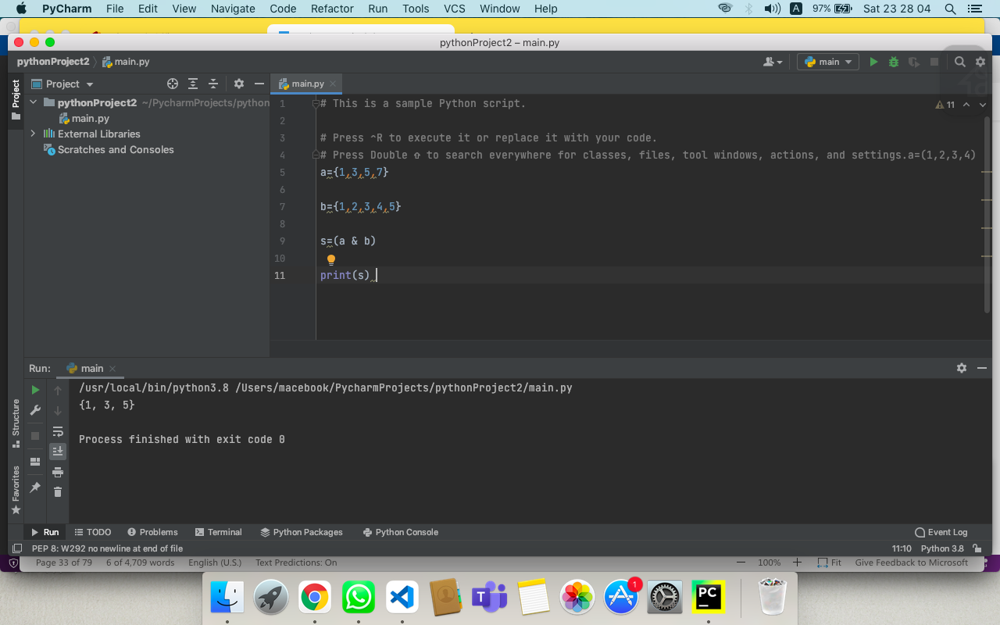 PyCharm File Edit View Navigate Code Refactor Run Tools VCS Window Help A 97% Sat 23 28 04
pythonProject2 – main.py
pythonProject2 main.py main
Project
Project
main.py
pythonProject2 ~/PycharmProjects/python
main.py
External Libraries
Scratches and Consoles
11
1 # This is a sample Python script.
2
3 # Press ^R to execute it or replace it with your code.
4 # Press Double ⇧ to search everywhere for classes, files, tool windows, actions, and settings.a=(1,2,3,4)
5 a={1,3,5,7}
6
7 b={1,2,3,4,5}
8
9 s=(a & b)
10
11 print(s)
Run: main
/usr/local/bin/python3.8 /Users/macebook/PycharmProjects/pythonProject2/main.py
{1, 3, 5}
Process finished with exit code 0
Structure
Favorites
Run TODO Problems Terminal Python Packages Python Console Event Log
PEP 8: W292 no newline at end of file 11:10 Python 3.8
Page 33 of 79 6 of 4,709 words English (U.S.) Text Predictions: On 100% Fit Give Feedback to Microsoft
T
1
PC